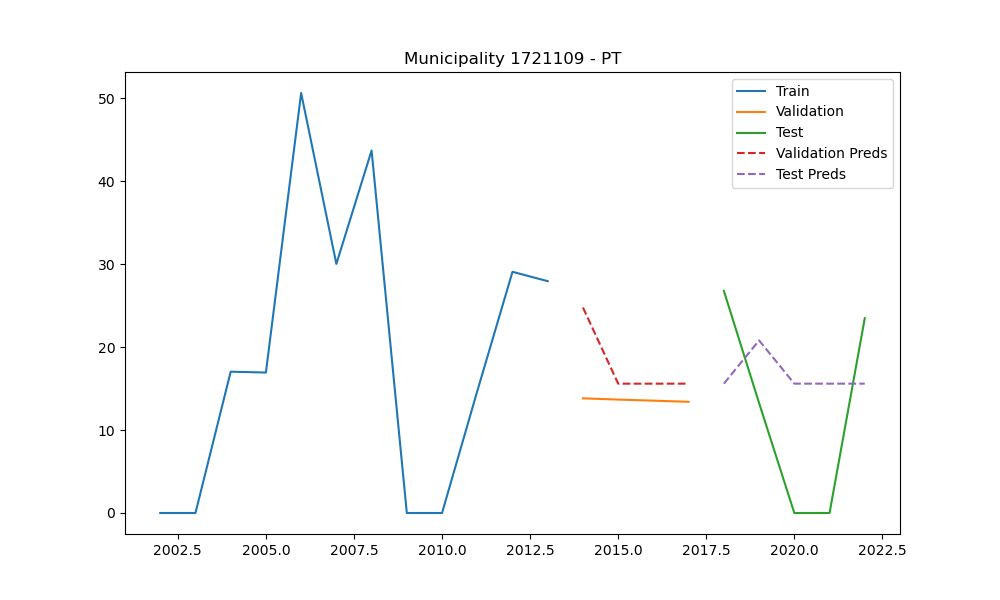 Municipality 1721109 - PT
Train
Validation
Test
Validation Preds
Test Preds
50
40
30
20
10
0
2002.5 2005.0 2007.5 2010.0 2012.5 2015.0 2017.5 2020.0 2022.5